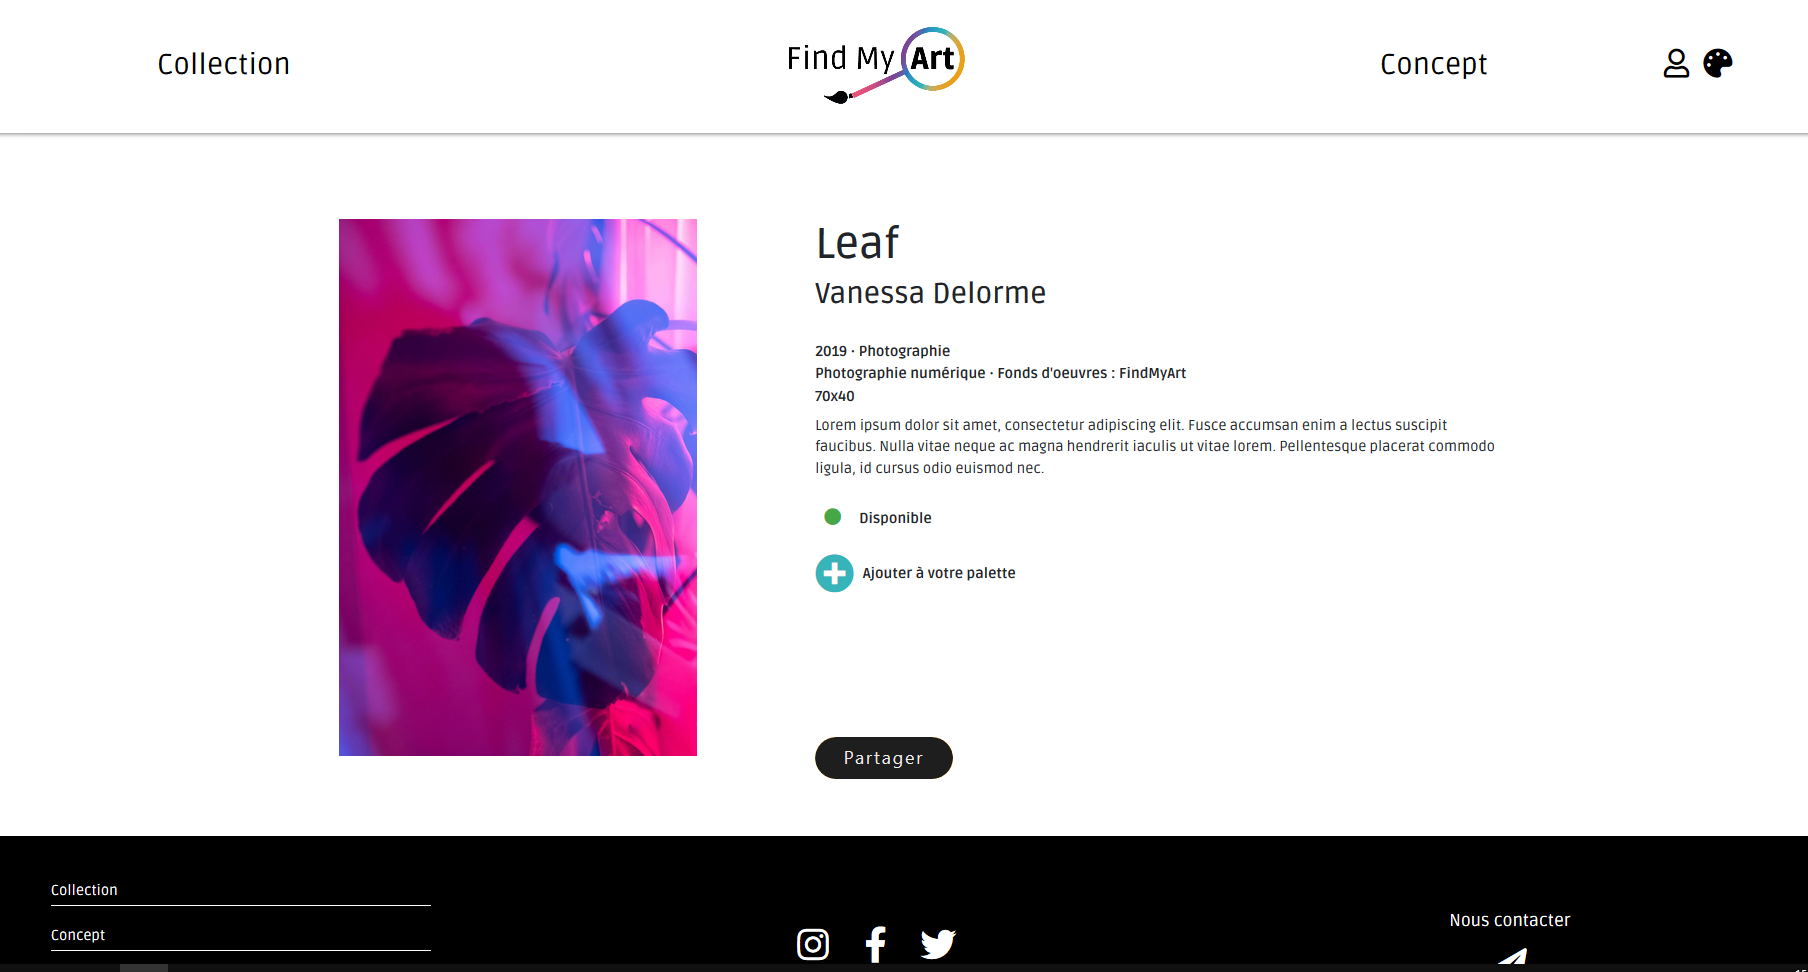 Collection
Find My Art
Concept
Leaf
Vanessa Delorme
2019 · Photographie
Photographie numérique · Fonds d'oeuvres : FindMyArt
70x40
Lorem ipsum dolor sit amet, consectetur adipiscing elit. Fusce accumsan enim a lectus suscipit
faucibus. Nulla vitae neque ac magna hendrerit iaculis ut vitae lorem. Pellentesque placerat commodo
ligula, id cursus odio euismod nec.
Disponible
Ajouter à votre palette
Partager
Collection
Concept
Nous contacter